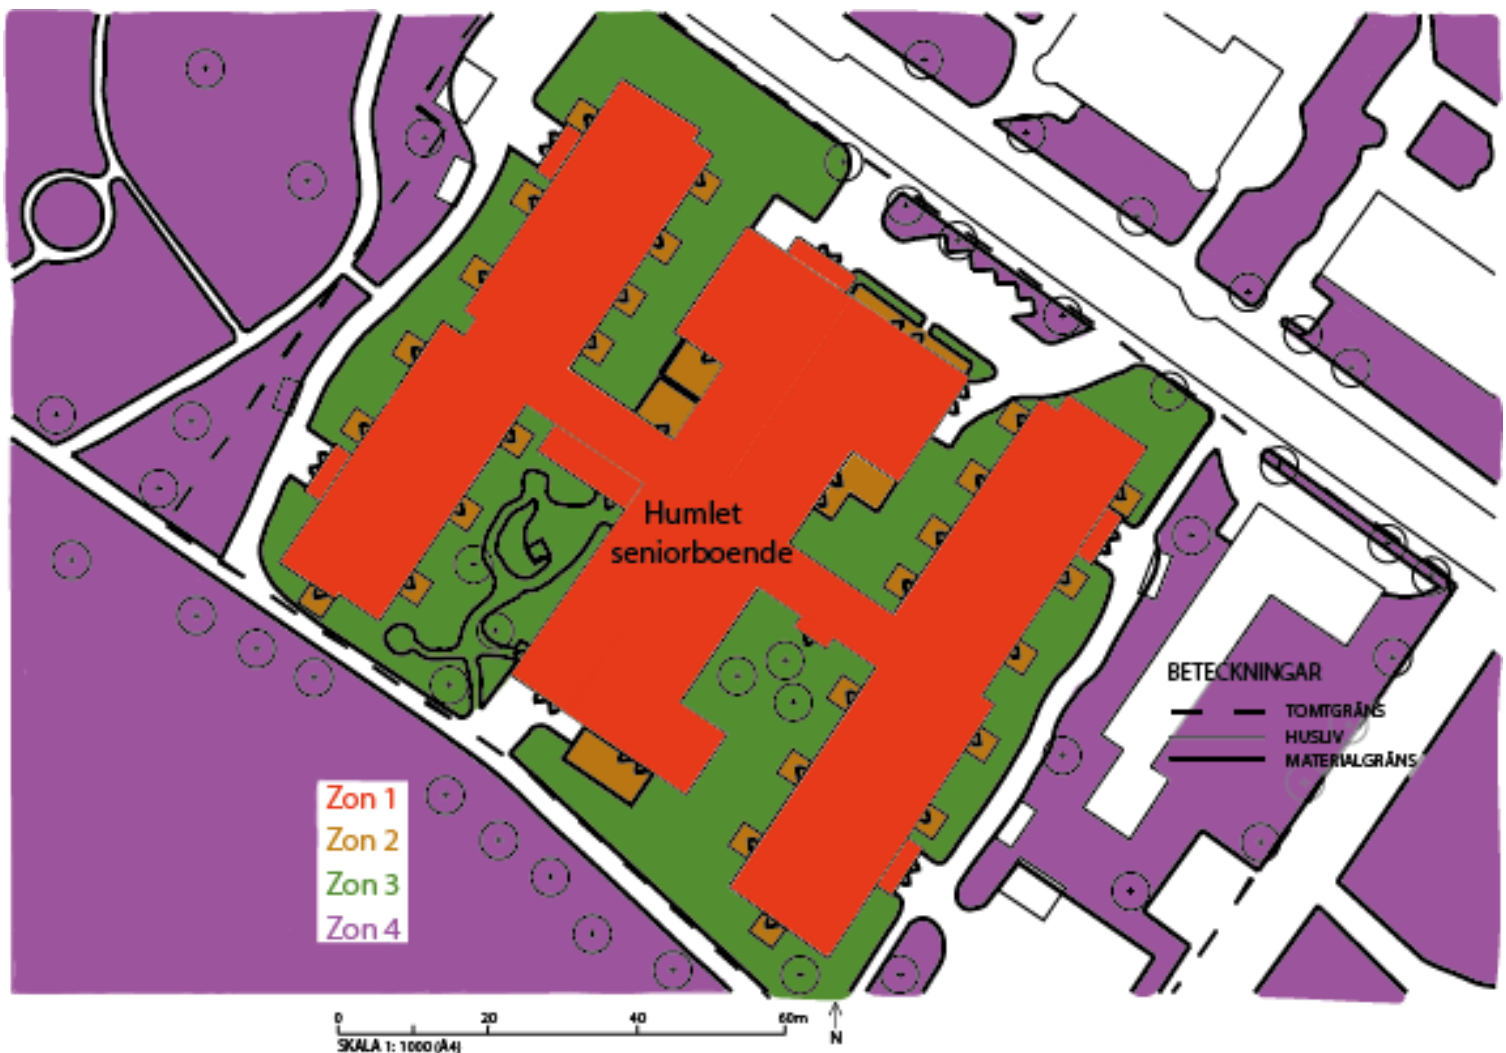 Humlet
seniorboende
BETECKNINGAR
TOMTGRÄNS
HUSLIV
MATERIALGRÄNS
Zon 1
Zon 2
Zon 3
Zon 4
0 20 40 60m
SKALA 1: 1000 (A4)
N